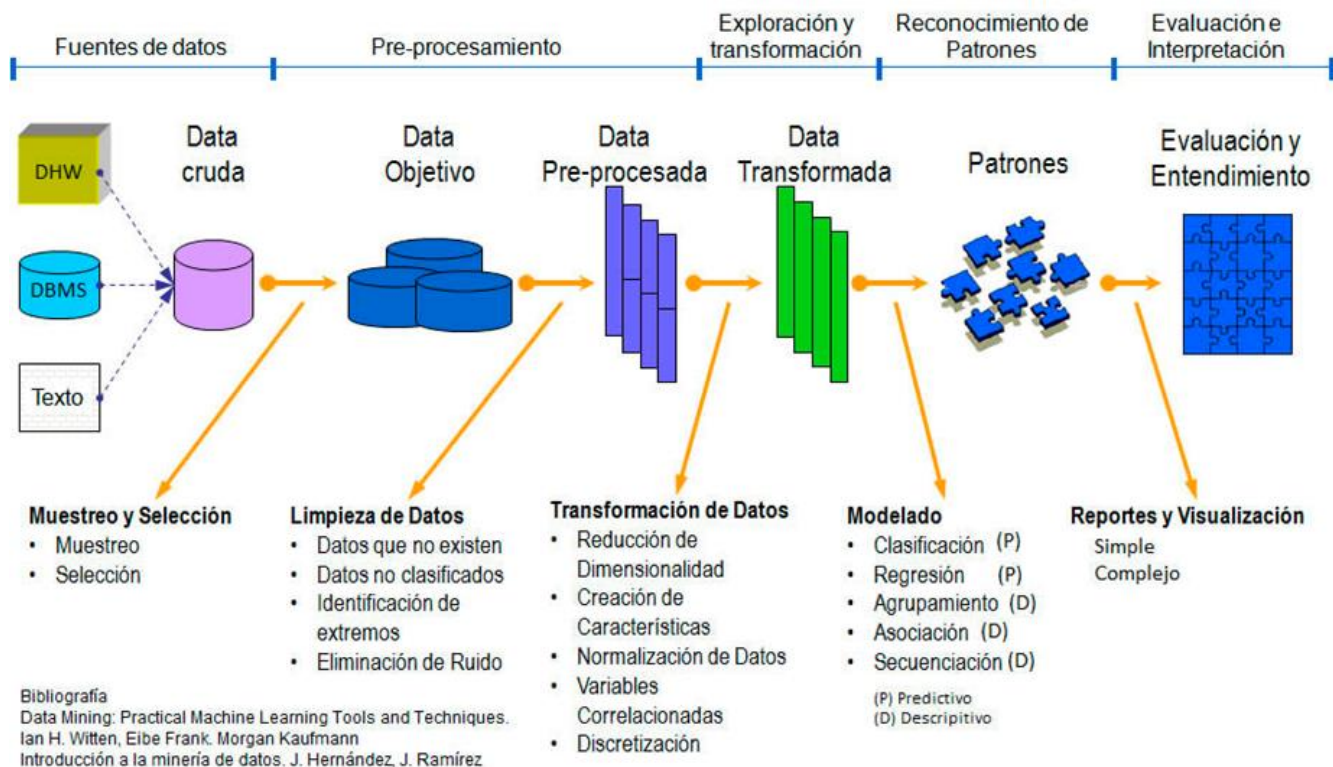 Fuentes de datos
Pre-procesamiento
Exploración y
transformación
Reconocimiento de
Patrones
Evaluación e
Interpretación
DHW
DBMS
Texto
Data
cruda
Data
Objetivo
Data
Pre-procesada
Data
Transformada
Patrones
Evaluación y
Entendimiento
Muestreo y Selección
• Muestreo
• Selección
Limpieza de Datos
• Datos que no existen
• Datos no clasificados
• Identificación de
extremos
• Eliminación de Ruido
Transformación de Datos
• Reducción de
Dimensionalidad
• Creación de
Características
• Normalización de Datos
• Variables
Correlacionadas
• Discretización
Modelado
• Clasificación (P)
• Regresión (P)
• Agrupamiento (D)
• Asociación (D)
• Secuenciación (D)
(P) Predictivo
(D) Descripitivo
Reportes y Visualización
Simple
Complejo
Bibliografía
Data Mining: Practical Machine Learning Tools and Techniques.
Ian H. Witten, Eibe Frank. Morgan Kaufmann
Introducción a la minería de datos. J. Hernández, J. Ramírez